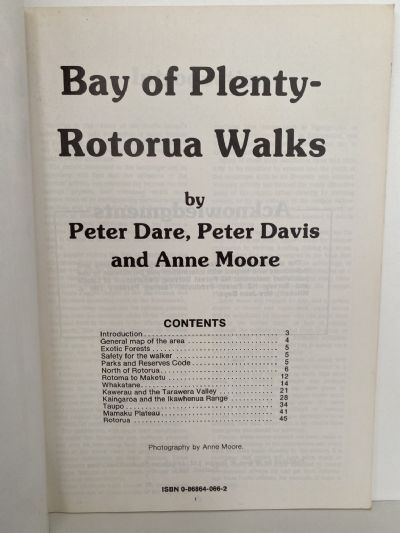 Bay of Plenty-
Rotorua Walks
by
Peter Dare, Peter Davis
and Anne Moore
CONTENTS
Introduction 3
General map of the area 4
Exotic Forests 5
Safety for the walker 5
Parks and Reserves Code 5
North of Rotorua 6
Rotoma to Maketu 12
Whakatane 14
Kawerau and the Tarawera Valley 21
Kaingaroa and the Ikawhenua Range 28
Taupo 34
Mamaku Plateau 41
Rotorua 45
Photography by Anne Moore.
ISBN 0-86864-066-2
Acknowledgments